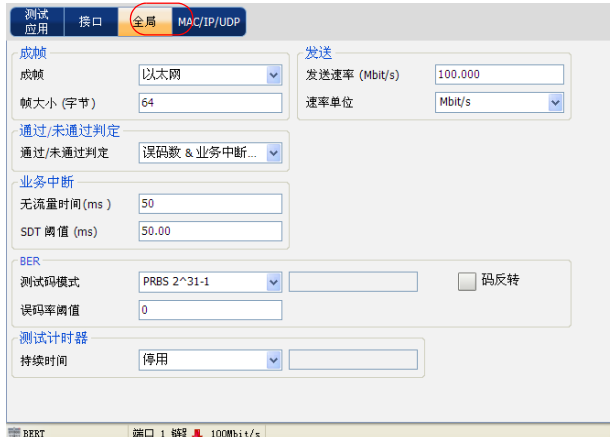 测试应用 接口 全局 MAC/IP/UDP
成帧 发送
成帧 以太网 发送速率 (Mbit/s) 100.000
帧大小 (字节) 64 速率单位 Mbit/s
通过/未通过判定
通过/未通过判定 误码数 & 业务中断...
业务中断
无流量时间(ms) 50
SDT 阈值 (ms) 50.00
BER
测试码模式 PRBS 2^31-1 码反转
误码率阈值 0
测试计时器
持续时间 停用
BERT 端口 1 链 100Mbit/s